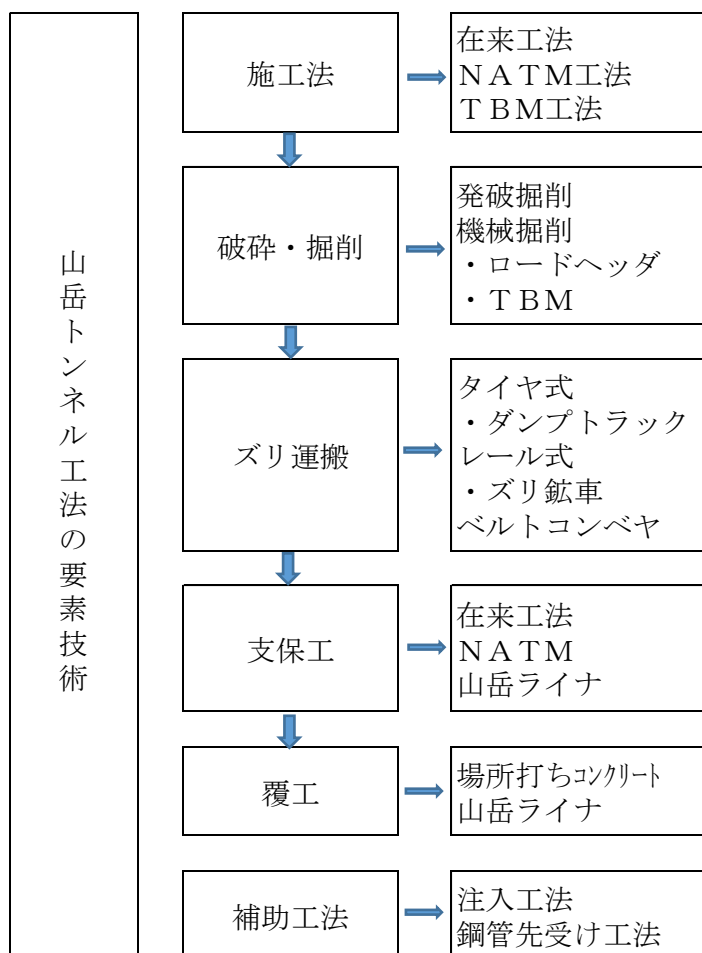 山岳トンネル工法の要素技術
施工法
在来工法
ＮＡＴＭ工法
ＴＢＭ工法
破砕・掘削
発破掘削
機械掘削
・ロードヘッダ
・ＴＢＭ
ズリ運搬
タイヤ式
・ダンプトラック
レール式
・ズリ鉱車
ベルトコンベヤ
支保工
在来工法
ＮＡＴＭ
山岳ライナ
覆工
場所打ちｺﾝｸﾘｰﾄ
山岳ライナ
補助工法
注入工法
鋼管先受け工法